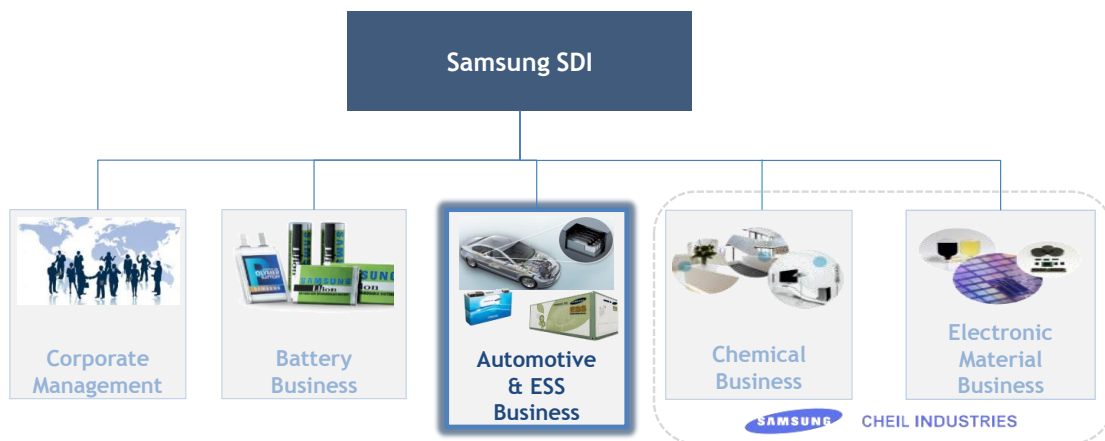 Samsung SDI
Corporate
Management
Battery
Business
Automotive
& ESS
Business
Chemical
Business
Electronic
Material
Business
SAMSUNG
CHEIL INDUSTRIES